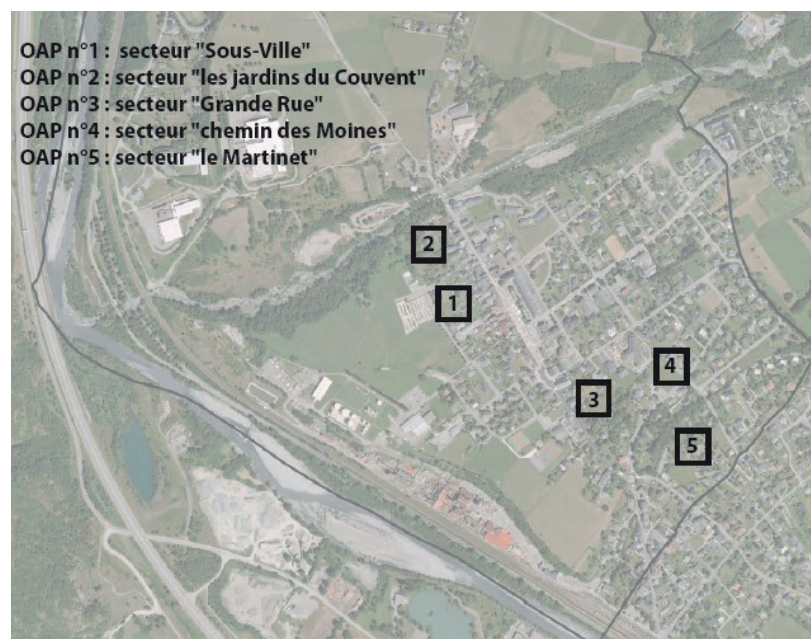 OAP n°1 : secteur "Sous-Ville"
OAP n°2 : secteur "les jardins du Couvent"
OAP n°3 : secteur "Grande Rue"
OAP n°4 : secteur "chemin des Moines"
OAP n°5 : secteur "le Martinet"
2
1
4
3
5